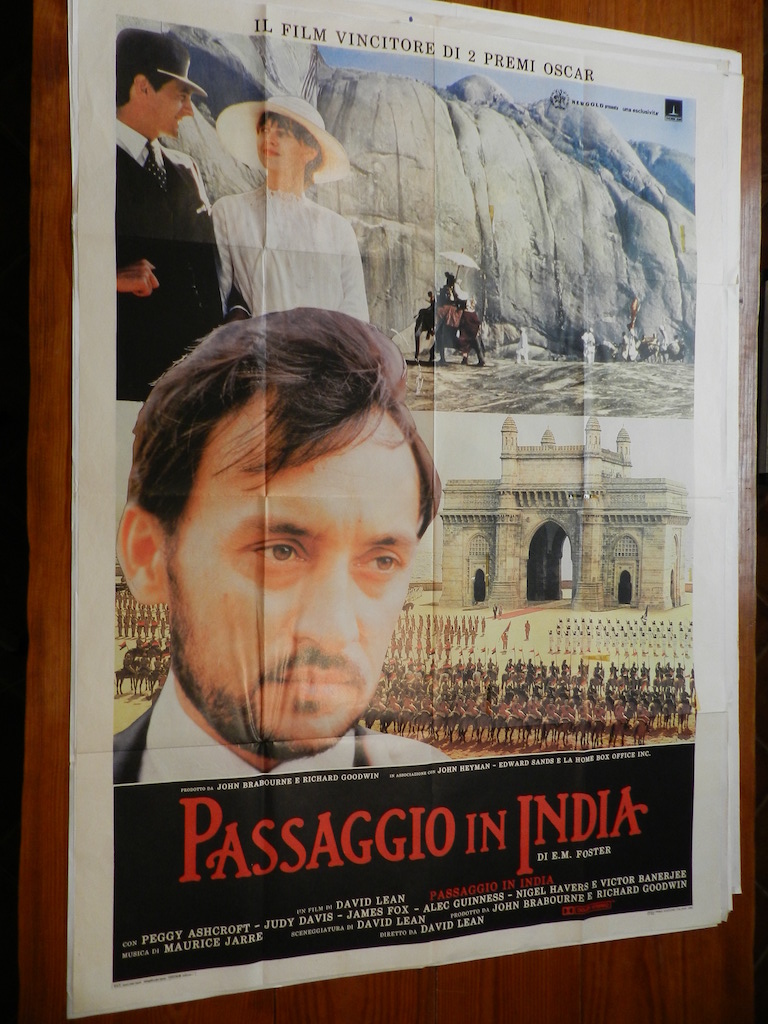 IL FILM VINCITORE DI 2 PREMI OSCAR
una esclusività
PRODOTTO DA JOHN BRABOURNE E RICHARD GOODWIN IN ASSOCIAZIONE CON JOHN HEYMAN - EDWARD SANDS E LA HOME BOX OFFICE INC.
PASSAGGIO IN INDIA
DI E.M. FOSTER
UN FILM DI DAVID LEAN PASSAGGIO IN INDIA
CON PEGGY ASHCROFT - JUDY DAVIS - JAMES FOX - ALEC GUINNESS - NIGEL HAVERS E VICTOR BANERJEE
MUSICA DI MAURICE JARRE SCENEGGIATURA DI DAVID LEAN PRODOTTO DA JOHN BRABOURNE E RICHARD GOODWIN
DIRETTO DA DAVID LEAN